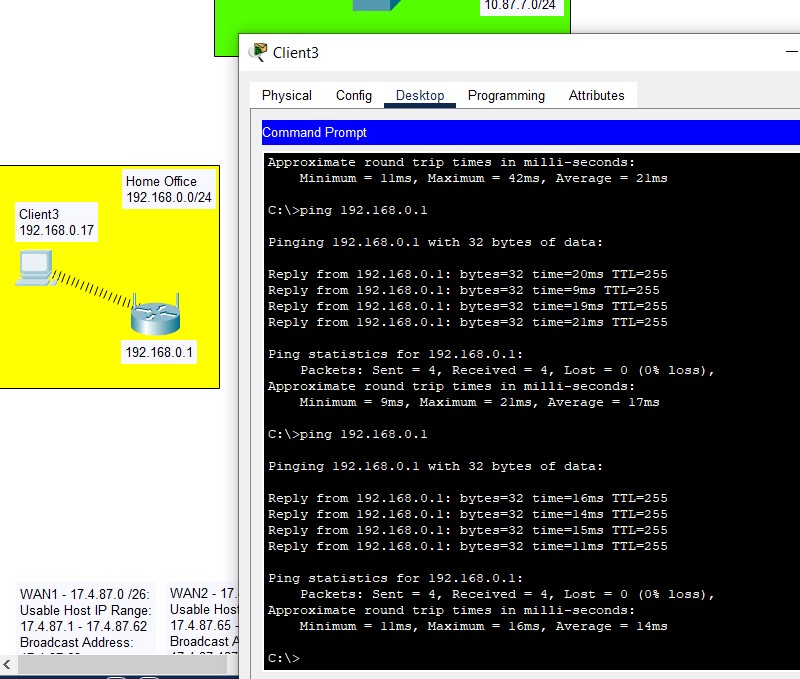 10.87.7.0/24
Client3
Physical Config Desktop Programming Attributes
Command Prompt
Approximate round trip times in milli-seconds:
Minimum = 11ms, Maximum = 42ms, Average = 21ms
C:\>ping 192.168.0.1
Pinging 192.168.0.1 with 32 bytes of data:
Reply from 192.168.0.1: bytes=32 time=20ms TTL=255
Reply from 192.168.0.1: bytes=32 time=9ms TTL=255
Reply from 192.168.0.1: bytes=32 time=19ms TTL=255
Reply from 192.168.0.1: bytes=32 time=21ms TTL=255
Ping statistics for 192.168.0.1:
Packets: Sent = 4, Received = 4, Lost = 0 (0% loss),
Approximate round trip times in milli-seconds:
Minimum = 9ms, Maximum = 21ms, Average = 17ms
C:\>ping 192.168.0.1
Pinging 192.168.0.1 with 32 bytes of data:
Reply from 192.168.0.1: bytes=32 time=16ms TTL=255
Reply from 192.168.0.1: bytes=32 time=14ms TTL=255
Reply from 192.168.0.1: bytes=32 time=15ms TTL=255
Reply from 192.168.0.1: bytes=32 time=11ms TTL=255
Ping statistics for 192.168.0.1:
Packets: Sent = 4, Received = 4, Lost = 0 (0% loss),
Approximate round trip times in milli-seconds:
Minimum = 11ms, Maximum = 16ms, Average = 14ms
C:\>
Home Office
192.168.0.0/24
Client3
192.168.0.17
192.168.0.1
WAN1 - 17.4.87.0 /26:
Usable Host IP Range:
17.4.87.1 - 17.4.87.62
Broadcast Address:
WAN2 - 17.
Usable Host
17.4.87.65 -
Broadcast A